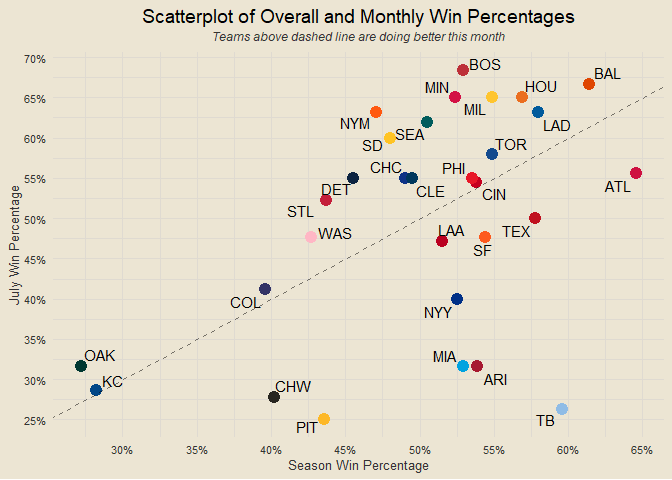 Scatterplot of Overall and Monthly Win Percentages
Teams above dashed line are doing better this month
70%
BOS
BAL
MIN
HOU
65%
MIL
NYM
LAD
SEA
60%
SD
TOR
CHC
PHI
55%
DET
CLE
CIN
ATL
STL
50%
TEX
WAS
LAA
SF
45%
COL
NYY
40%
35%
OAK
MIA
30%
KC
ARI
CHW
25%
PIT
TB
July Win Percentage
30%
35%
40%
45%
50%
55%
60%
65%
Season Win Percentage